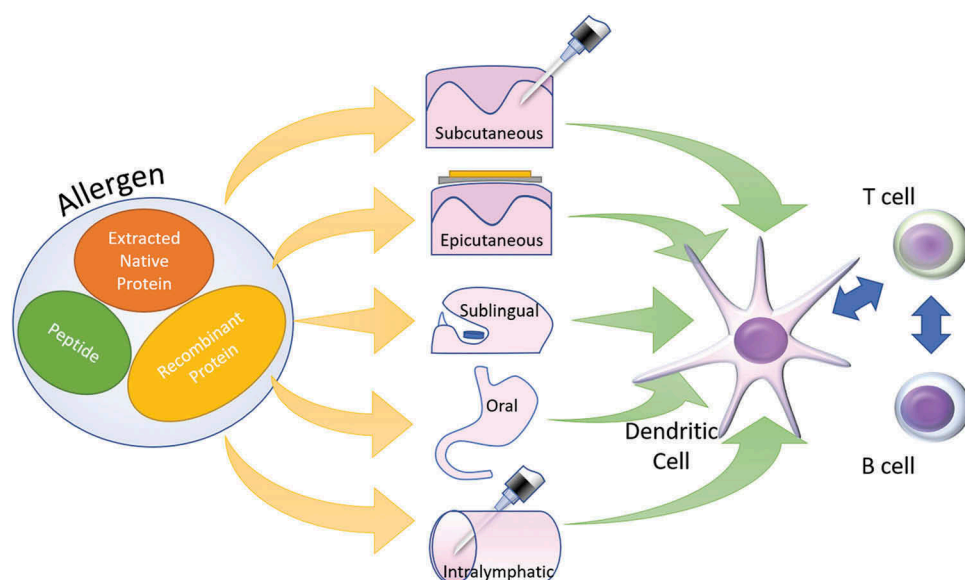 Allergen
Extracted
Native
Protein
Peptide
Recombinant
Protein
Subcutaneous
Epicutaneous
Sublingual
Oral
Intralymphatic
Dendritic
Cell
T cell
B cell